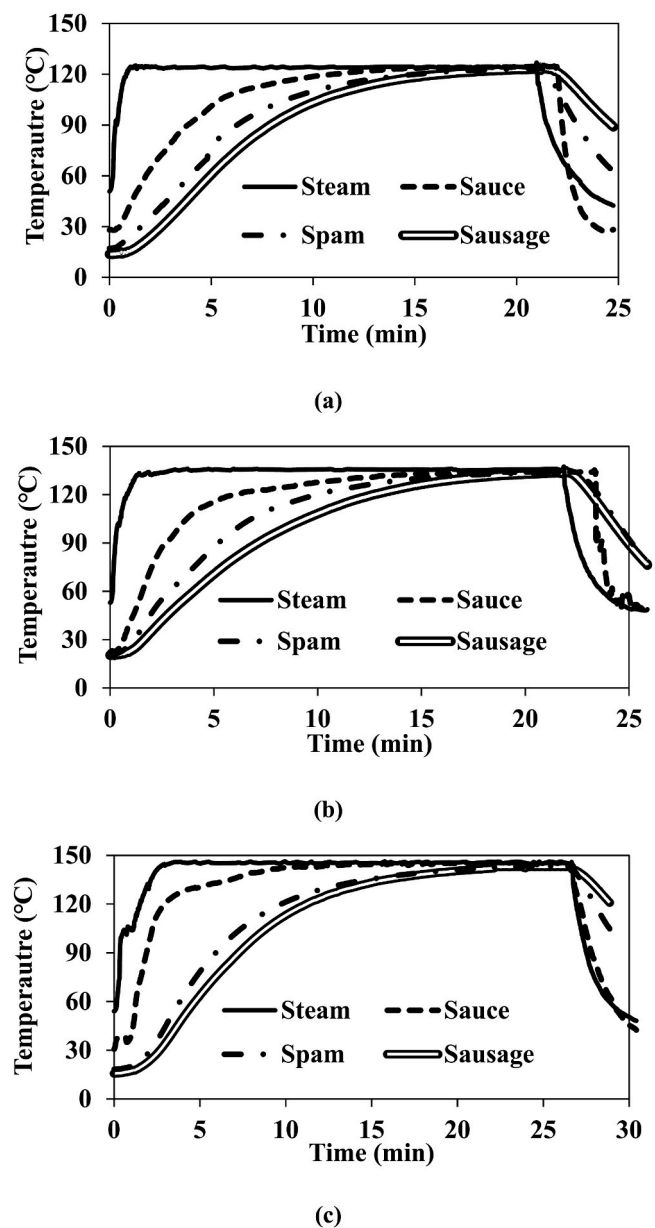 150
120
90
60
30
0
Temperautre (°C)
Steam Sauce
Spam Sausage
0 5 10 15 20 25
Time (min)
(a)
150
120
90
60
30
0
Temperautre (°C)
Steam Sauce
Spam Sausage
0 5 10 15 20 25
Time (min)
(b)
150
120
90
60
30
0
Temperautre (°C)
Steam Sauce
Spam Sausage
0 5 10 15 20 25 30
Time (min)
(c)